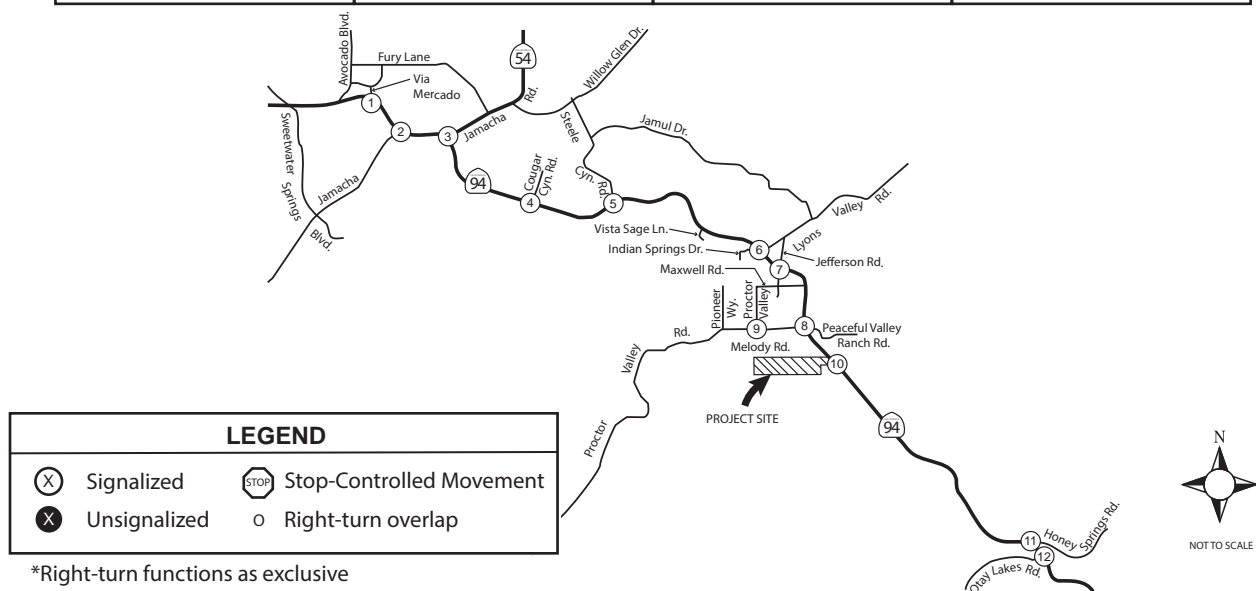 Avocado Blvd.
Fury Lane
Via
Mercado
54
Willow Glen Dr.
Jamacha Rd.
Steele Cyn. Rd.
Jamul Dr.
Sweetwater Springs Blvd.
Jamacha
1
2
3
94
Cougar
Cyn. Rd.
4
5
Valley Rd.
Lyons
Vista Sage Ln.
Indian Springs Dr.
6
Jefferson Rd.
Maxwell Rd.
7
Pioneer
Wy.
Proctor
Valley
Rd.
9
8
Peaceful Valley
Ranch Rd.
Melody Rd.
10
Valley
Proctor
PROJECT SITE
94
LEGEND
X Signalized
STOP Stop-Controlled Movement
X Unsignalized
O Right-turn overlap
*Right-turn functions as exclusive
N
NOT TO SCALE
11
Honey
Springs Rd.
12
Otay Lakes Rd.